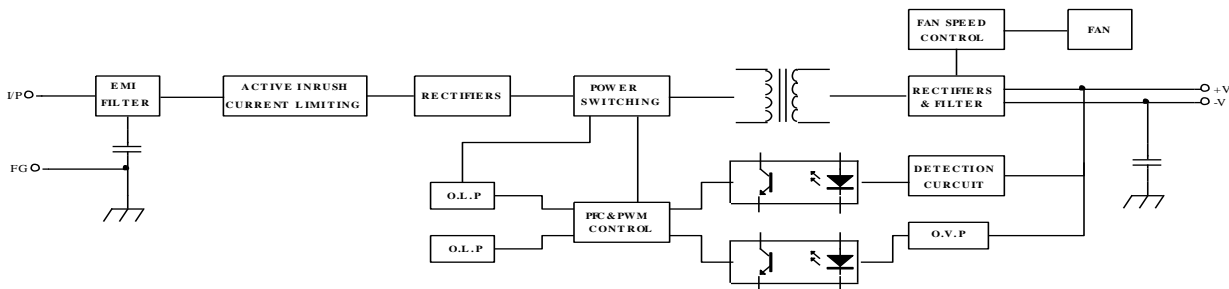 FAN SPEED
CONTROL
FAN
I/P
EMI
FILTER
ACTIVE INRUSH
CURRENT LIMITING
RECTIFIERS
POWER
SWITCHING
RECTIFIERS
& FILTER
+V
-V
FG
O.L.P
DETECTION
CURCUIT
PFC&PWM
CONTROL
O.L.P
O.V.P